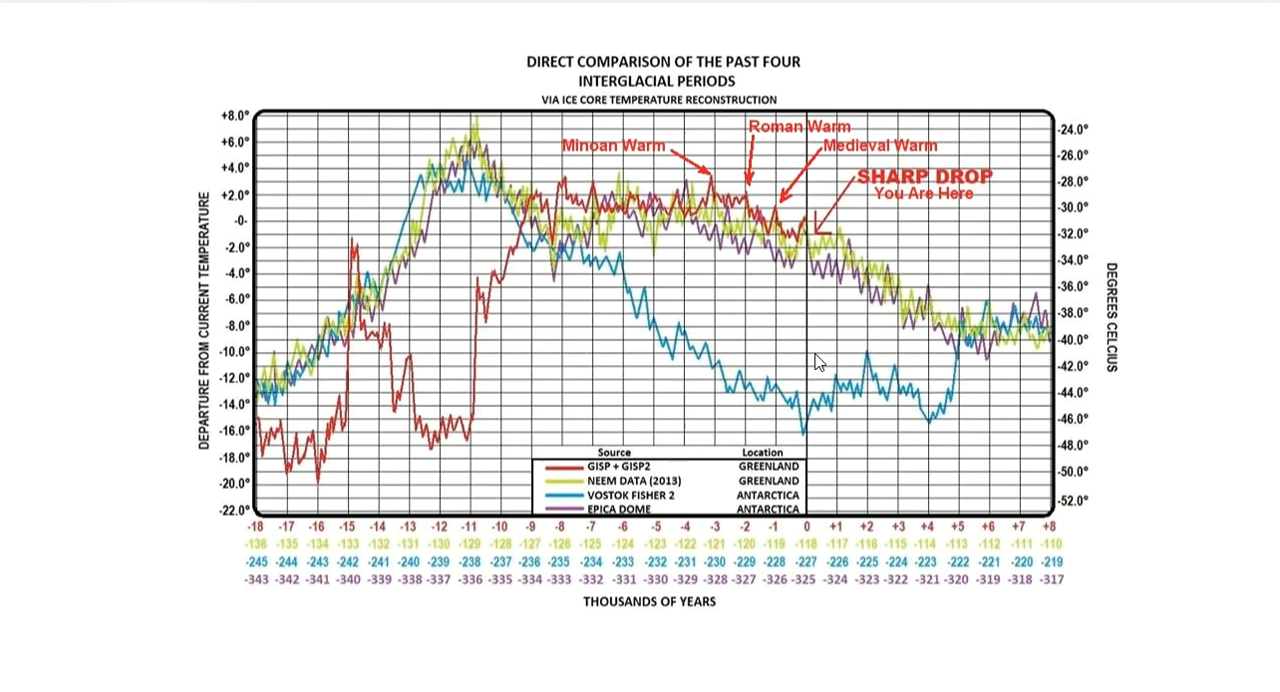 DIRECT COMPARISON OF THE PAST FOUR
INTERGLACIAL PERIODS
VIA ICE CORE TEMPERATURE RECONSTRUCTION
DEPARTURE FROM CURRENT TEMPERATURE
+8.0°
+6.0°
+4.0°
+2.0°
-0-
-2.0°
-4.0°
-6.0°
-8.0°
-10.0°
-12.0°
-14.0°
-16.0°
-18.0°
-20.0°
-22.0°
Roman Warm
Minoan Warm
Medieval Warm
SHARP DROP
You Are Here
-24.0°
-26.0°
-28.0°
-30.0°
-32.0°
-34.0°
-36.0°
-38.0°
-40.0°
-42.0°
-44.0°
-46.0°
-48.0°
-50.0°
-52.0°
DEGREES CELCIUS
Source Location
GISP + GISP2 GREENLAND
NEEM DATA (2013) GREENLAND
VOSTOK FISHER 2 ANTARCTICA
EPICA DOME ANTARCTICA
-18 -17 -16 -15 -14 -13 -12 -11 -10 -9 -8 -7 -6 -5 -4 -3 -2 -1 0 +1 +2 +3 +4 +5 +6 +7 +8
-136 -135 -134 -133 -132 -131 -130 -129 -128 -127 -126 -125 -124 -123 -122 -121 -120 -119 -118 -117 -116 -115 -114 -113 -112 -111 -110
-245 -244 -243 -242 -241 -240 -239 -238 -237 -236 -235 -234 -233 -232 -231 -230 -229 -228 -226 -226 -225 -224 -223 -222 -221 -220 -219
-343 -342 -341 -340 -339 -338 -337 -336 -335 -334 -333 -332 -331 -330 -329 -328 -327 -326 -325 -324 -323 -322 -321 -320 -319 -318 -317
THOUSANDS OF YEARS